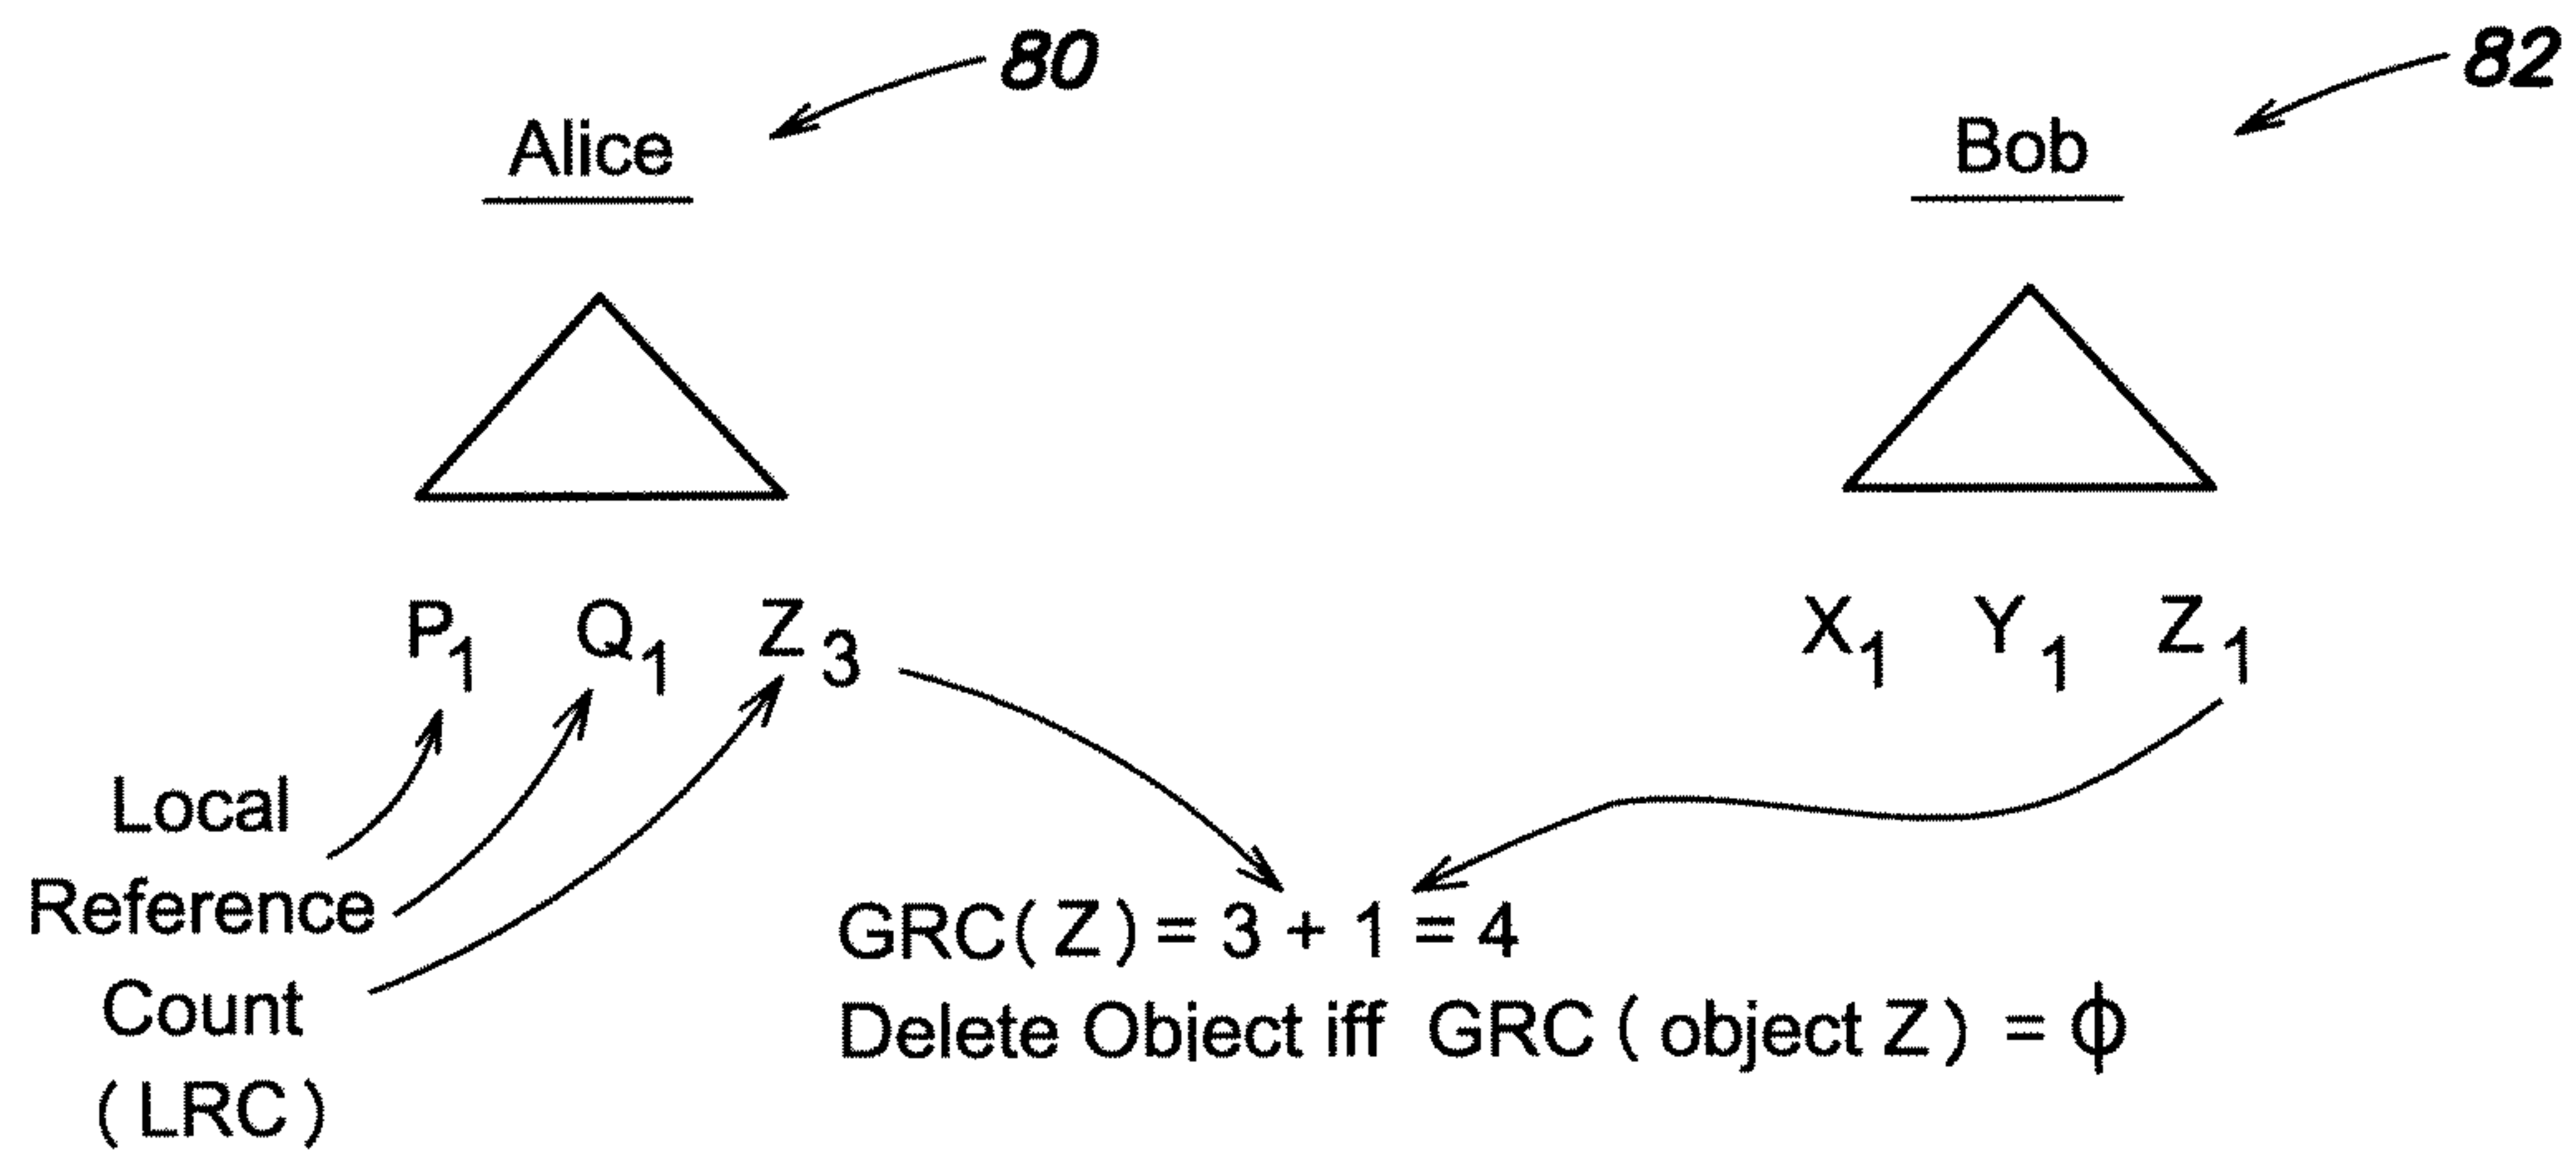 80
82
Alice
Bob
P1 Q1 Z3
X1 Y1 Z1
Local
Reference
Count
(LRC)
GRC(Z) = 3 + 1 = 4
Delete Object iff GRC (object Z) = ϕ